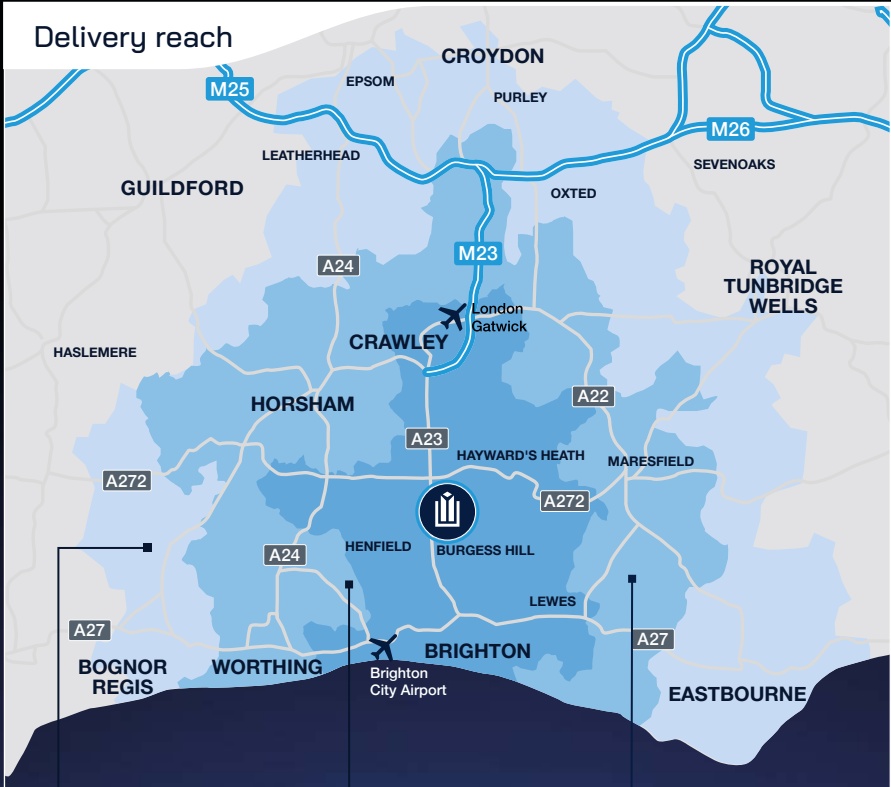 Delivery reach
CROYDON
EPSOM
M25
PURLEY
M26
LEATHERHEAD
SEVENOAKS
GUILDFORD
OXTED
M23
A24
ROYAL
TUNBRIDGE
WELLS
London
Gatwick
CRAWLEY
HASLEMERE
A22
HORSHAM
A23
HAYWARD'S HEATH
MARESFIELD
A272
A272
HENFIELD
BURGESS HILL
A24
LEWES
A27
A27
BRIGHTON
BOGNOR
REGIS
WORTHING
Brighton
City Airport
EASTBOURNE